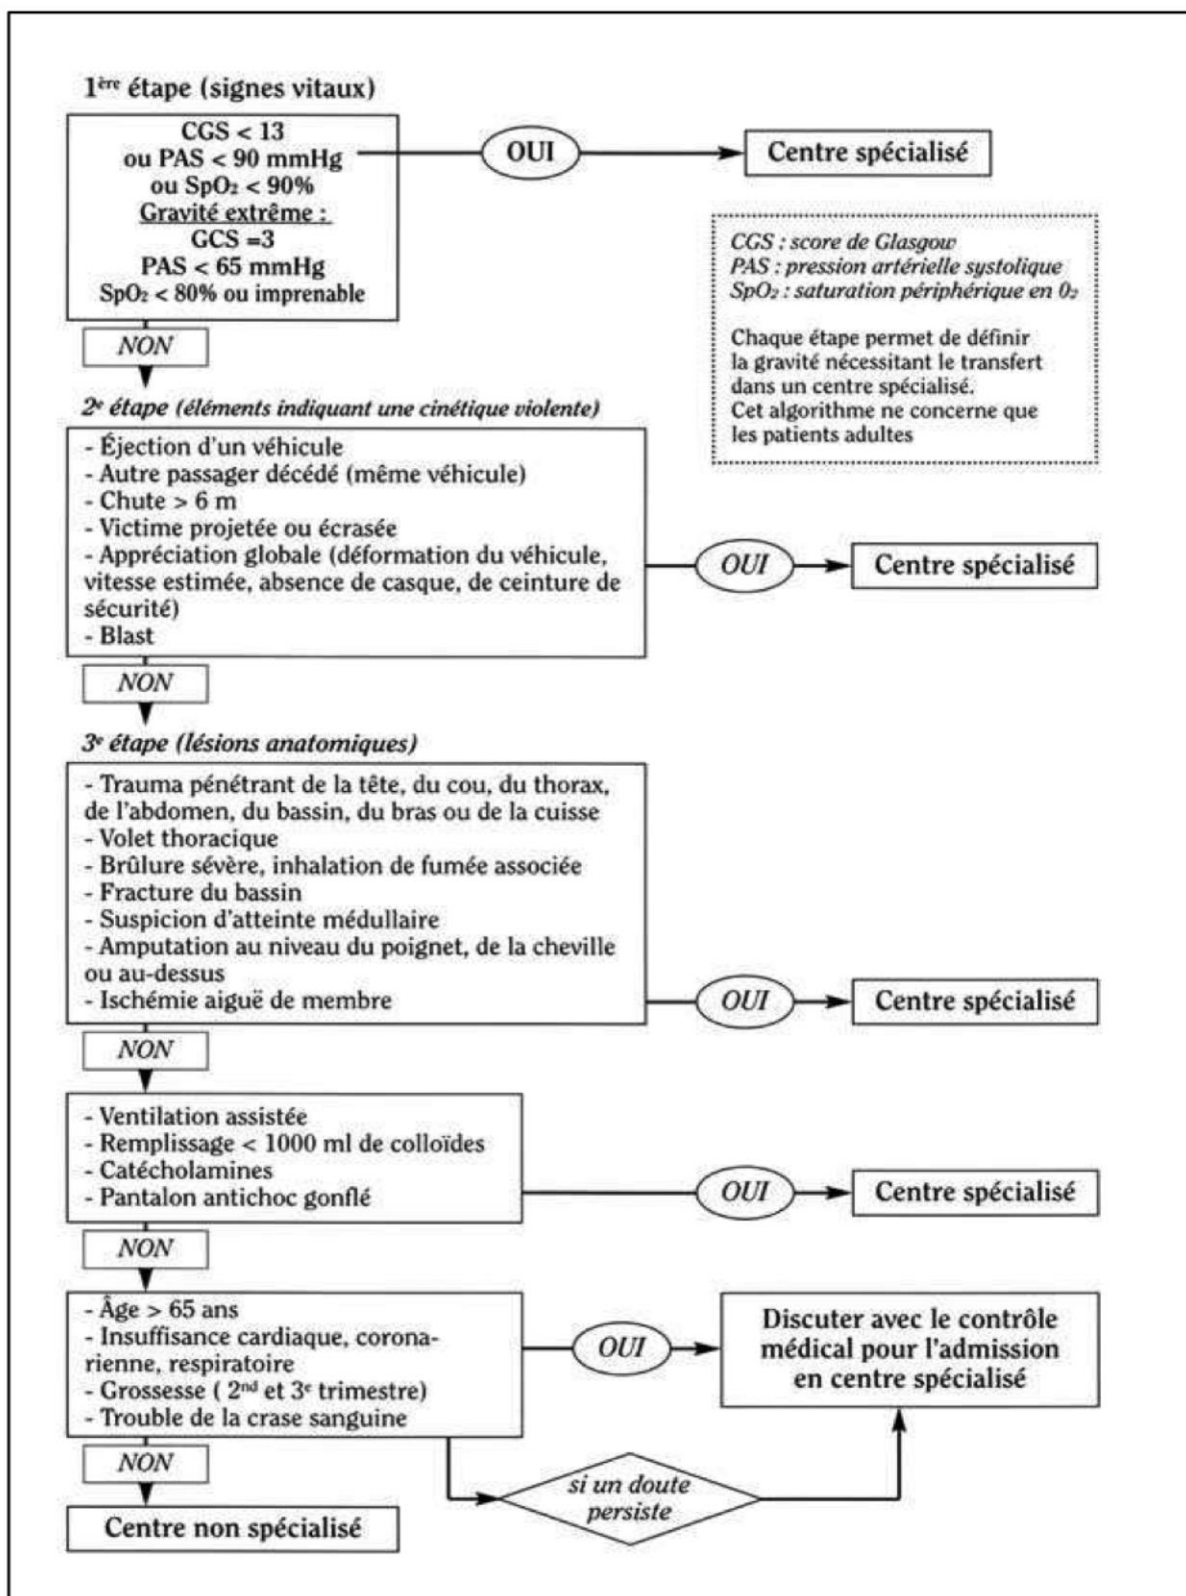 1ère étape (signes vitaux)
CGS < 13
ou PAS < 90 mmHg
ou SpO₂ < 90%
Gravité extrême :
GCS =3
PAS < 65 mmHg
SpO₂ < 80% ou imprenable
OUI
Centre spécialisé
CGS : score de Glasgow
PAS : pression artérielle systolique
SpO₂ : saturation périphérique en 0₂
Chaque étape permet de définir
la gravité nécessitant le transfert
dans un centre spécialisé.
Cet algorithme ne concerne que
les patients adultes
NON
2e étape (éléments indiquant une cinétique violente)
- Éjection d'un véhicule
- Autre passager décédé (même véhicule)
- Chute > 6 m
- Victime projetée ou écrasée
- Appréciation globale (déformation du véhicule,
vitesse estimée, absence de casque, de ceinture de
sécurité)
- Blast
OUI
Centre spécialisé
NON
3e étape (lésions anatomiques)
- Trauma pénétrant de la tête, du cou, du thorax,
de l'abdomen, du bassin, du bras ou de la cuisse
- Volet thoracique
- Brûlure sévère, inhalation de fumée associée
- Fracture du bassin
- Suspicion d'atteinte médullaire
- Amputation au niveau du poignet, de la cheville
ou au-dessus
- Ischémie aiguë de membre
OUI
Centre spécialisé
NON
- Ventilation assistée
- Remplissage < 1000 ml de colloïdes
- Catécholamines
- Pantalon antichoc gonflé
OUI
Centre spécialisé
NON
- Âge > 65 ans
- Insuffisance cardiaque, corona-
rienne, respiratoire
- Grossesse ( 2nd et 3e trimestre)
- Trouble de la crase sanguine
OUI
Discuter avec le contrôle
médical pour l'admission
en centre spécialisé
NON
si un doute
persiste
Centre non spécialisé